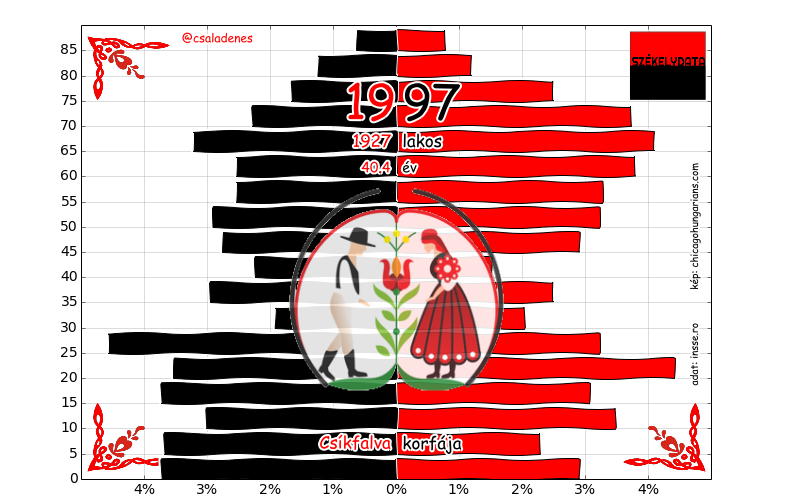 @csaladenes
SZÉKELYDATA
1997
1927 lakos
40.4 év
kép: chicagohungarians.com
adat: insse.ro
Csíkfalva korfája
85
80
75
70
65
60
55
50
45
40
35
30
25
20
15
10
5
0
4% 3% 2% 1% 0% 1% 2% 3% 4%